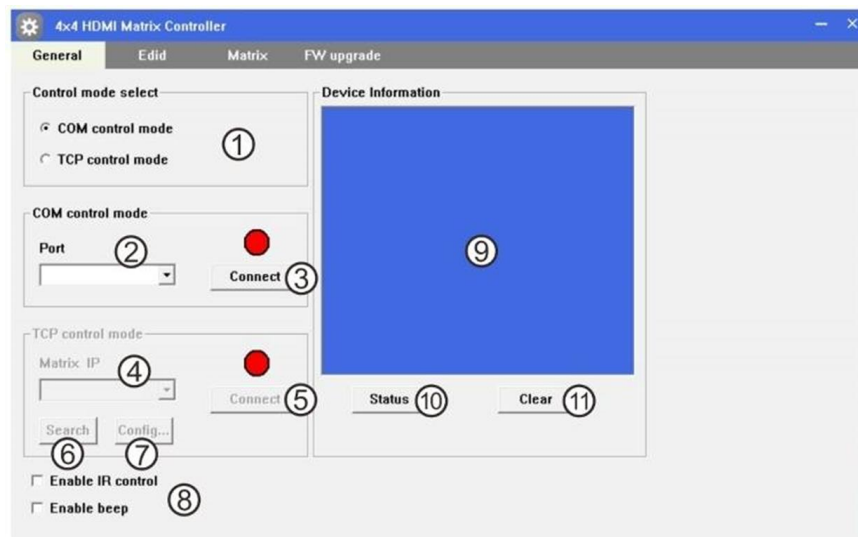 4x4 HDMI Matrix Controller
General Edid Matrix FW upgrade
Control mode select
COM control mode
TCP control mode
①
COM control mode
Port
②
Connect ③
TCP control mode
Matrix IP
④
Connect ⑤
Search Config...
⑥ ⑦
Enable IR control
Enable beep
⑧
Device Information
⑨
Status ⑩ Clear ⑪